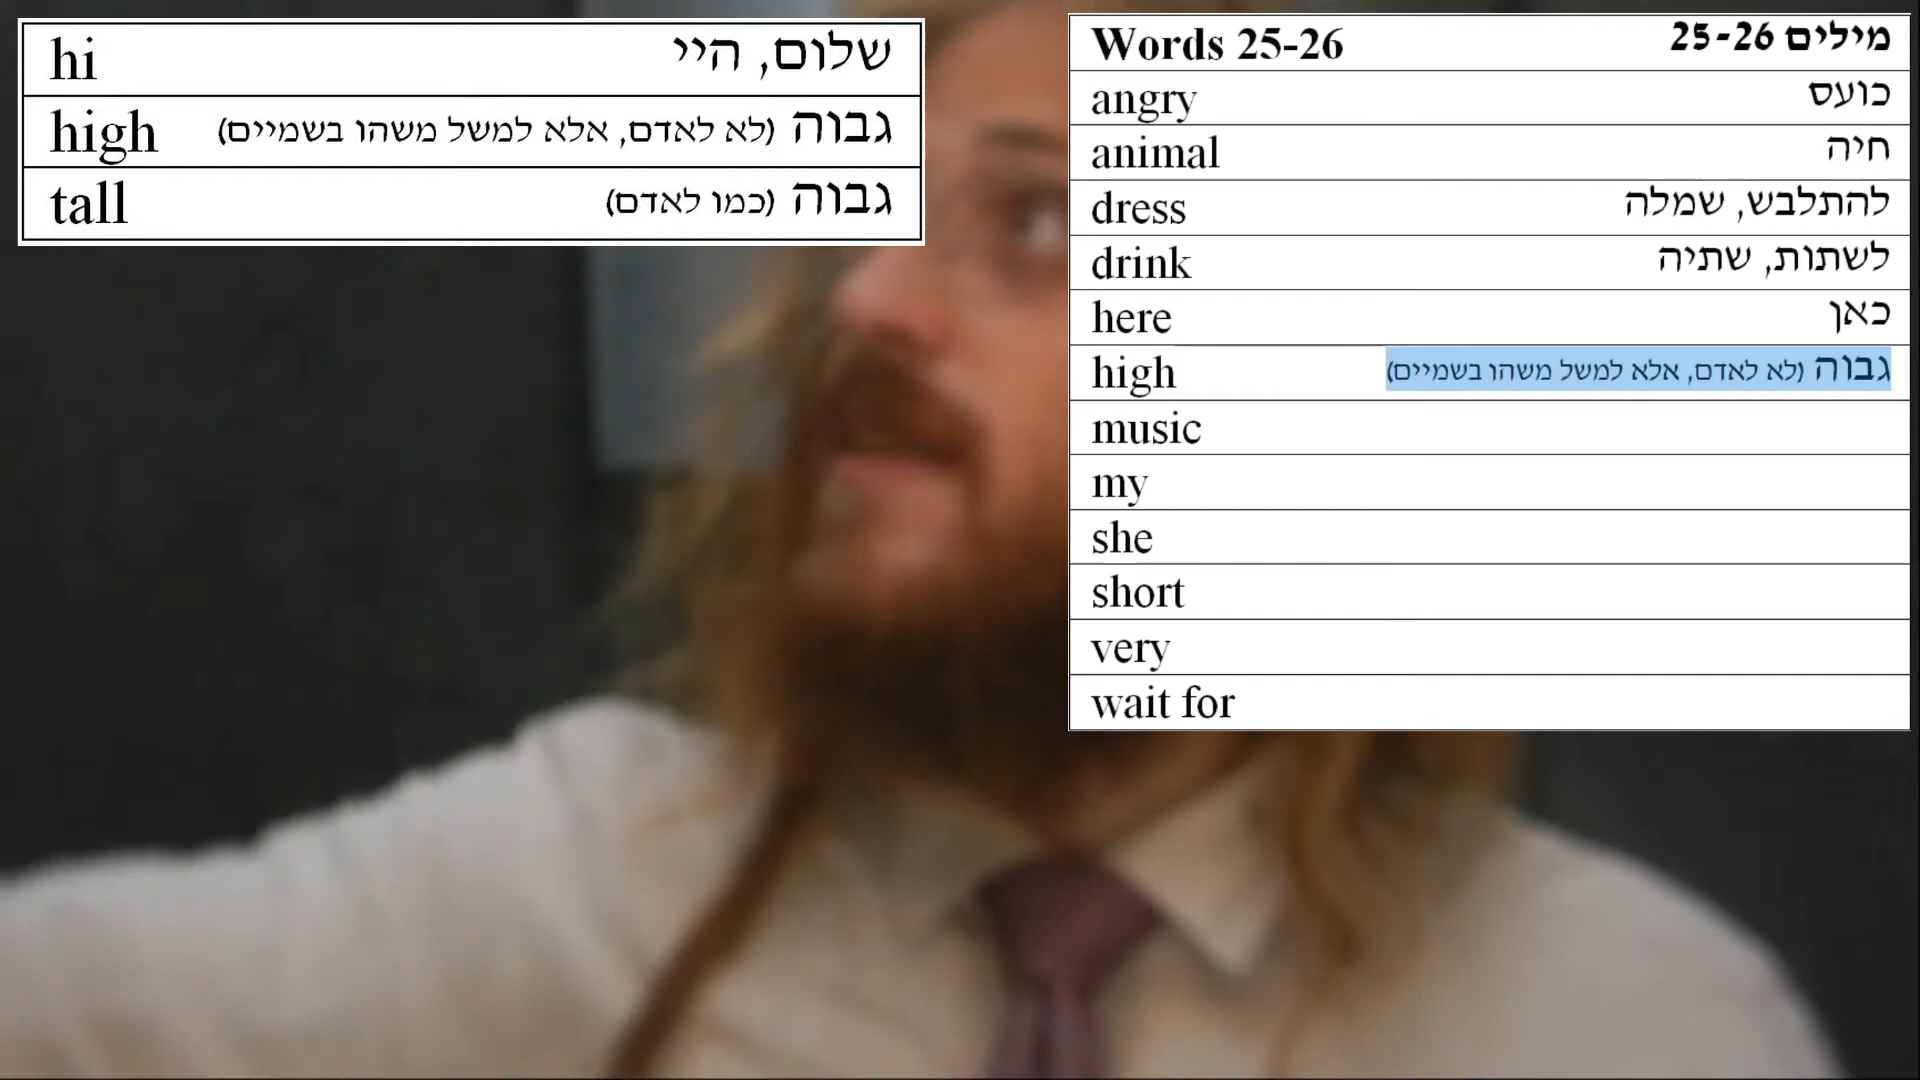 hi שלום, היי
high גבוה (לא לאדם, אלא למשל משהו בשמיים)
tall גבוה (כמו לאדם)
Words 25-26 מילים 25-26
angry כועס
animal חיה
dress להתלבש, שמלה
drink לשתות, שתיה
here כאן
high גבוה (לא לאדם, אלא למשל משהו בשמיים)
music
my
she
short
very
wait for